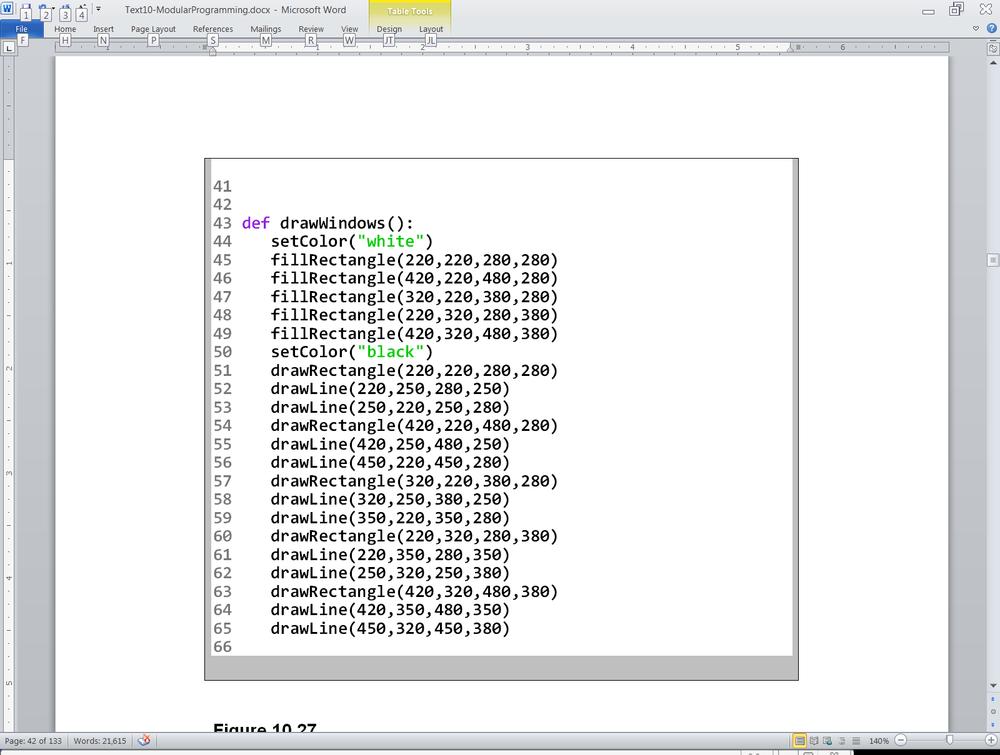 Text10-ModularProgramming.docx - Microsoft Word
Table Tools
1 2 3 4
File Home Insert Page Layout References Mailings Review View Design Layout
F H N P S M R W JT JL
L 1 1 2 3 4 5 6
41
42
43 def drawWindows():
44 setColor("white")
45 fillRectangle(220,220,280,280)
46 fillRectangle(420,220,480,280)
47 fillRectangle(320,220,380,280)
48 fillRectangle(220,320,280,380)
49 fillRectangle(420,320,480,380)
50 setColor("black")
51 drawRectangle(220,220,280,280)
52 drawLine(220,250,280,250)
53 drawLine(250,220,250,280)
54 drawRectangle(420,220,480,280)
55 drawLine(420,250,480,250)
56 drawLine(450,220,450,280)
57 drawRectangle(320,220,380,280)
58 drawLine(320,250,380,250)
59 drawLine(350,220,350,280)
60 drawRectangle(220,320,280,380)
61 drawLine(220,350,280,350)
62 drawLine(250,320,250,380)
63 drawRectangle(420,320,480,380)
64 drawLine(420,350,480,350)
65 drawLine(450,320,450,380)
66
1
2
3
4
5
Figure 10.27
Page: 42 of 133 Words: 21,615 140%